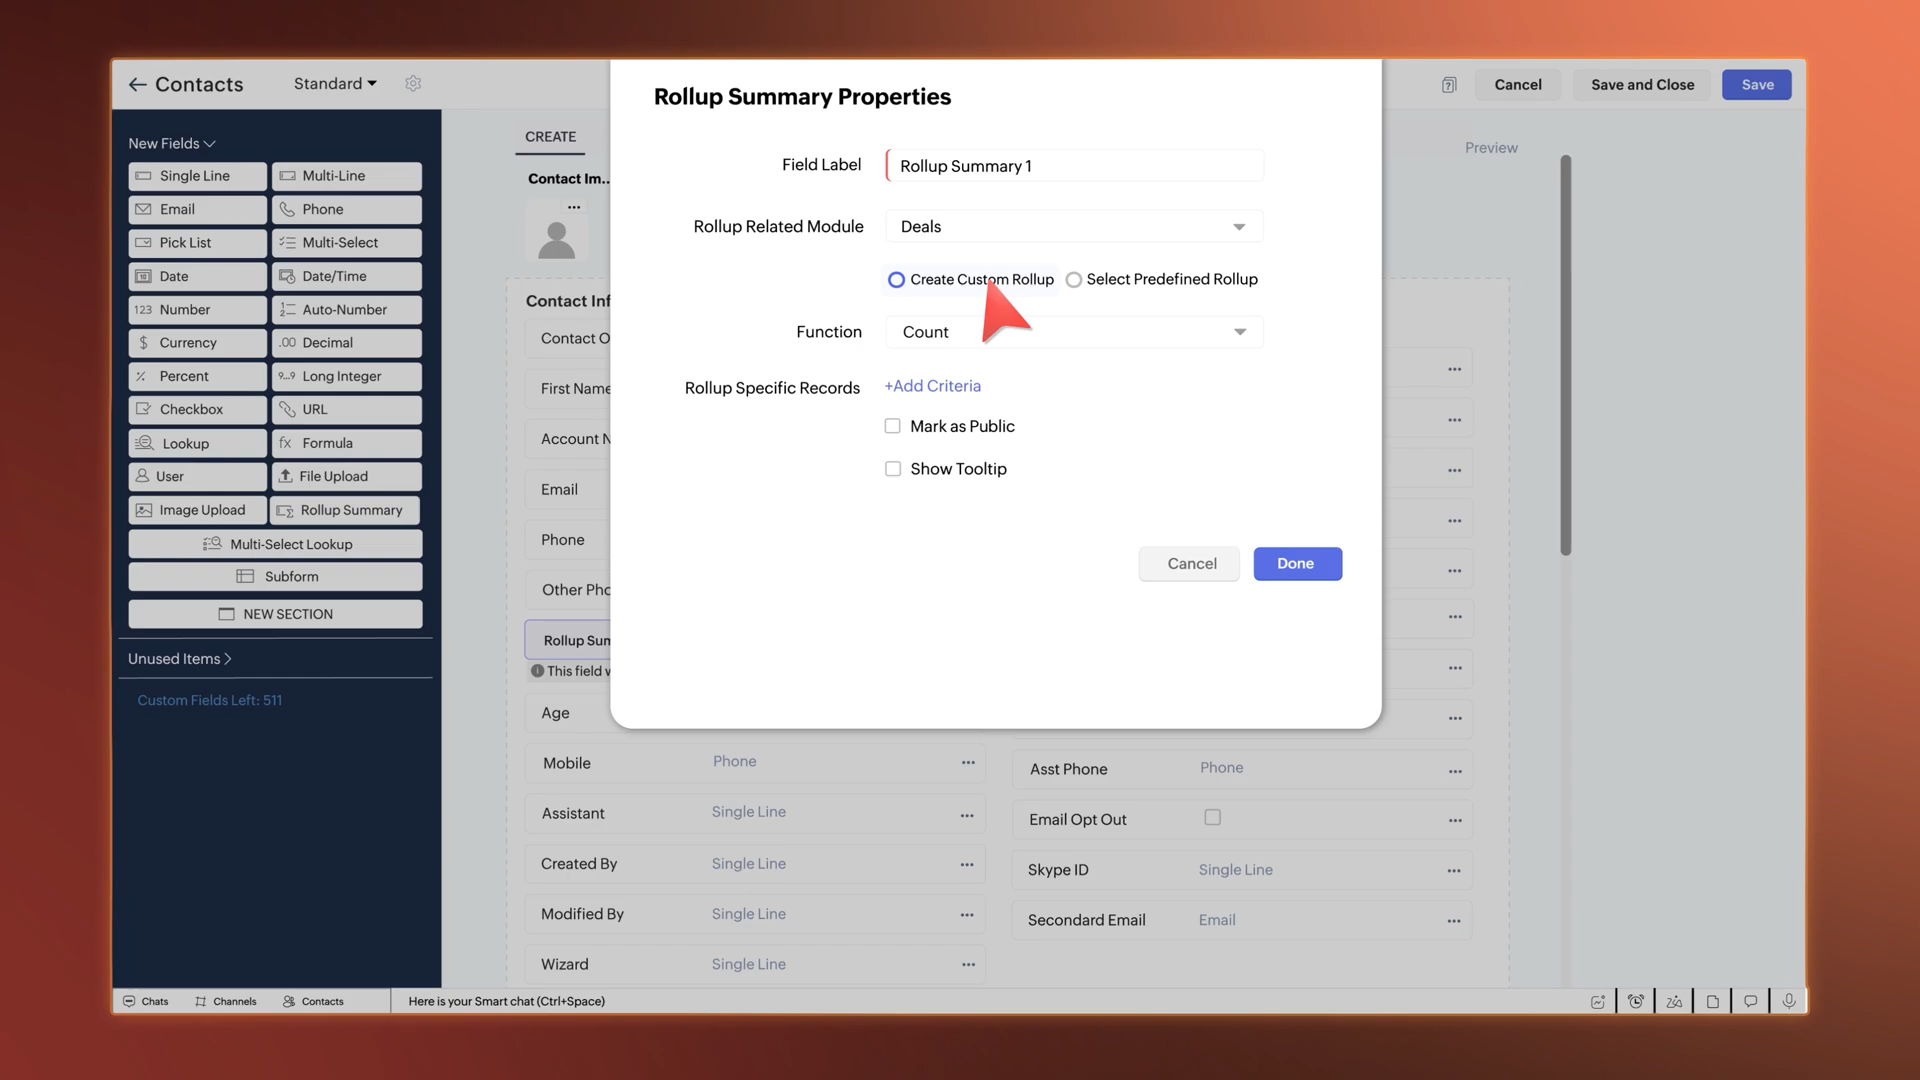 Contacts
Standard
Cancel
Save and Close
Save
New Fields
Single Line
Multi-Line
Email
Phone
Pick List
Multi-Select
Date
Date/Time
123 Number
Auto-Number
$ Currency
.00 Decimal
% Percent
Long Integer
Checkbox
URL
Lookup
fx Formula
User
File Upload
Image Upload
Rollup Summary
Multi-Select Lookup
Subform
NEW SECTION
Unused Items
Custom Fields Left: 511
CREATE
Preview
Contact Im..
Contact Inf
Contact O
First Name
Account N
Email
Phone
Other Pho
Rollup Sum
This field w
Age
Mobile
Phone
Assistant
Single Line
Created By
Single Line
Modified By
Single Line
Wizard
Single Line
Asst Phone
Phone
Email Opt Out
Skype ID
Single Line
Secondard Email
Email
Rollup Summary Properties
Field Label
Rollup Summary 1
Rollup Related Module
Deals
Create Custom Rollup
Select Predefined Rollup
Function
Count
Rollup Specific Records
+Add Criteria
Mark as Public
Show Tooltip
Cancel
Done
Chats
Channels
Contacts
Here is your Smart chat (Ctrl+Space)